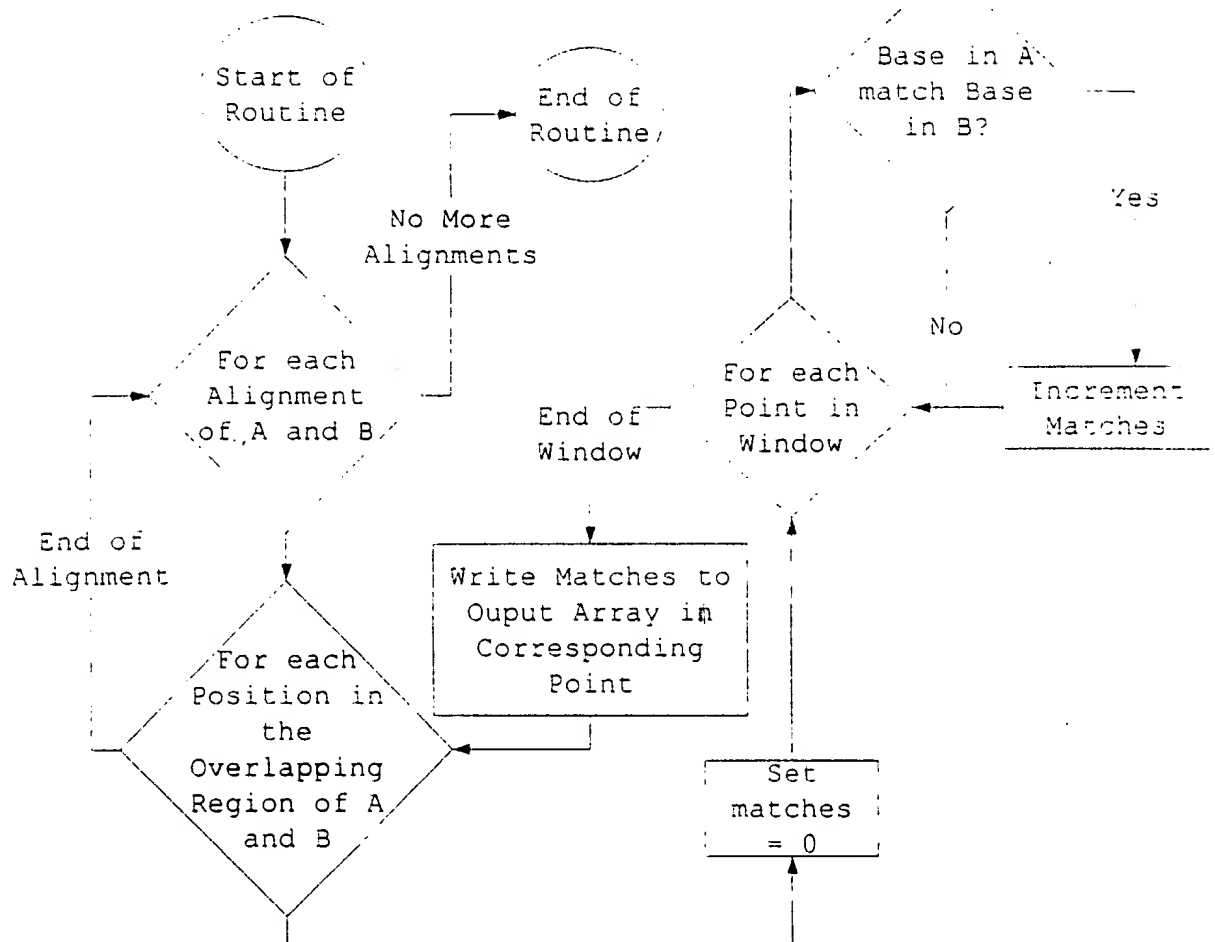 Start of
Routine
End of
Routine
Base in A
match Base
in B?
No More
Alignments
Yes
No
For each
Alignment
of A and B
For each
Point in
Window
Increment
Matches
End of
Window
End of
Alignment
Write Matches to
Ouput Array in
Corresponding
Point
For each
Position in
the
Overlapping
Region of A
and B
Set
matches
= 0